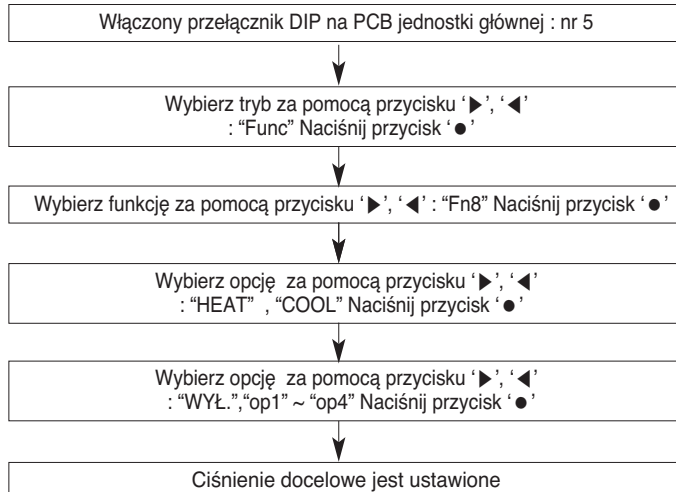 Włączony przełącznik DIP na PCB jednostki głównej : nr 5
Wybierz tryb za pomocą przycisku ‘▶’, ‘◀’
: “Func” Naciśnij przycisk ‘●’
Wybierz funkcję za pomocą przycisku ‘▶’, ‘◀’ : “Fn8” Naciśnij przycisk ‘●’
Wybierz opcję za pomocą przycisku ‘▶’, ‘◀’
: “HEAT” , “COOL” Naciśnij przycisk ‘●’
Wybierz opcję za pomocą przycisku ‘▶’, ‘◀’
: “WYŁ.”,“op1” ~ “op4” Naciśnij przycisk ‘●’
Ciśnienie docelowe jest ustawione